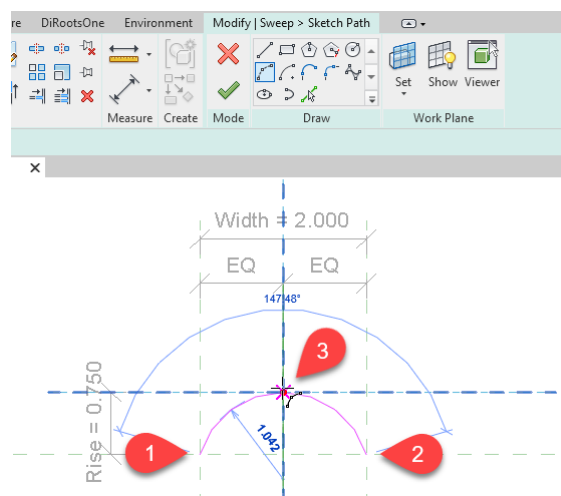 re DiRootsOne Environment Modify | Sweep > Sketch Path
Set Show Viewer
Measure Create Mode Draw Work Plane
Width = 2.000
EQ EQ
147.48°
3
Rise = 0.750
1.042
1 2